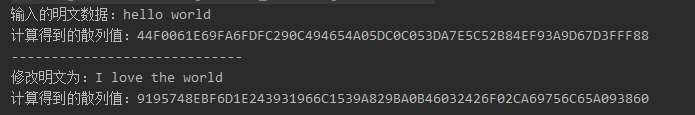 输入的明文数据：hello world
计算得到的散列值：44F0061E69FA6FDFC290C494654A05DC0C053DA7E5C52B84EF93A9D67D3FFF88
-----------------------------
修改明文为：I love the world
计算得到的散列值：9195748EBF6D1E243931966C1539A829BA0B46032426F02CA69756C65A093860